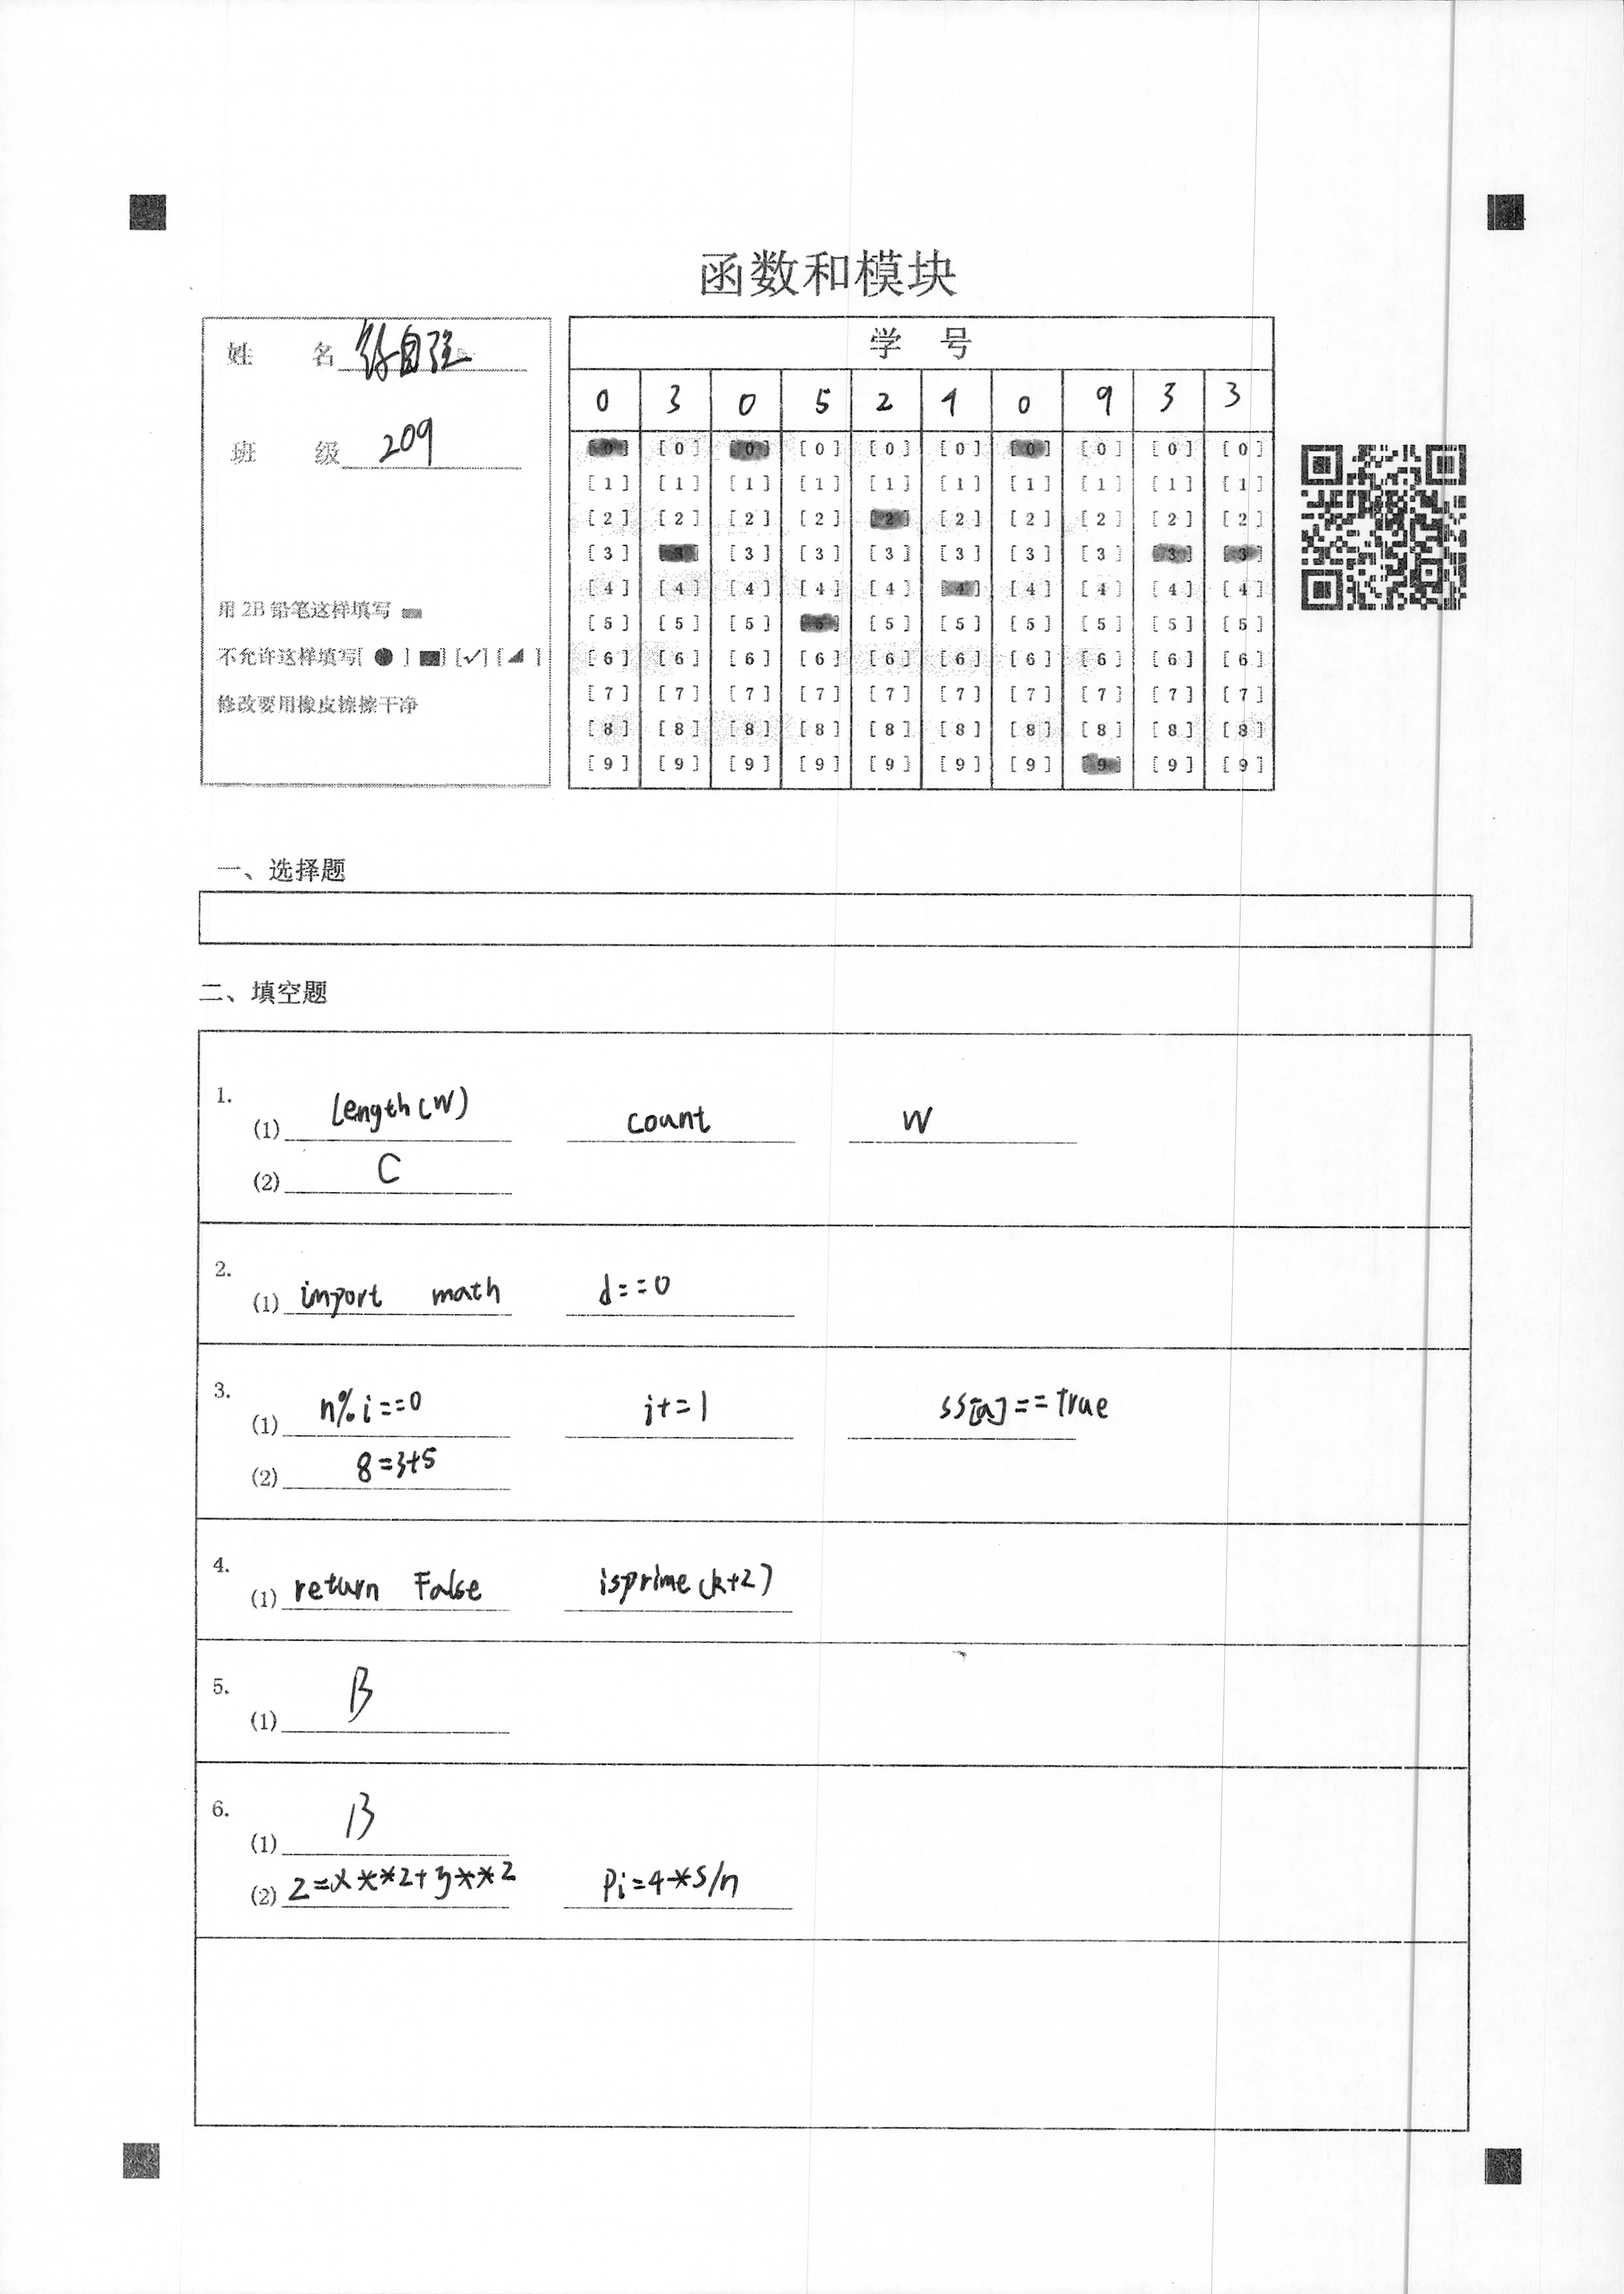 函数和模块
姓 名 自强
班 级 209
用 2B 铅笔这样填写
不允许这样填写[ ● ] [■] [✓] [◢ ]
修改要用橡皮擦擦干净
学 号
0 3 0 5 2 4 0 9 3 3
[0] [0] [0] [0] [0] [0] [0] [0] [0] [0]
[1] [1] [1] [1] [1] [1] [1] [1] [1] [1]
[2] [2] [2] [2] [2] [2] [2] [2] [2] [2]
[3] [3] [3] [3] [3] [3] [3] [3] [3] [3]
[4] [4] [4] [4] [4] [4] [4] [4] [4] [4]
[5] [5] [5] [5] [5] [5] [5] [5] [5] [5]
[6] [6] [6] [6] [6] [6] [6] [6] [6] [6]
[7] [7] [7] [7] [7] [7] [7] [7] [7] [7]
[8] [8] [8] [8] [8] [8] [8] [8] [8] [8]
[9] [9] [9] [9] [9] [9] [9] [9] [9] [9]
一、选择题
二、填空题
1.
(1) length(w) count w
(2) C
2.
(1) import math d==0
3.
(1) n%i==0 i+=1 ss[a]==True
(2) 8=3+5
4.
(1) return False isprime(k+2)
5.
(1) B
6.
(1) B
(2) z=x**2+y**2 Pi=4*s/n